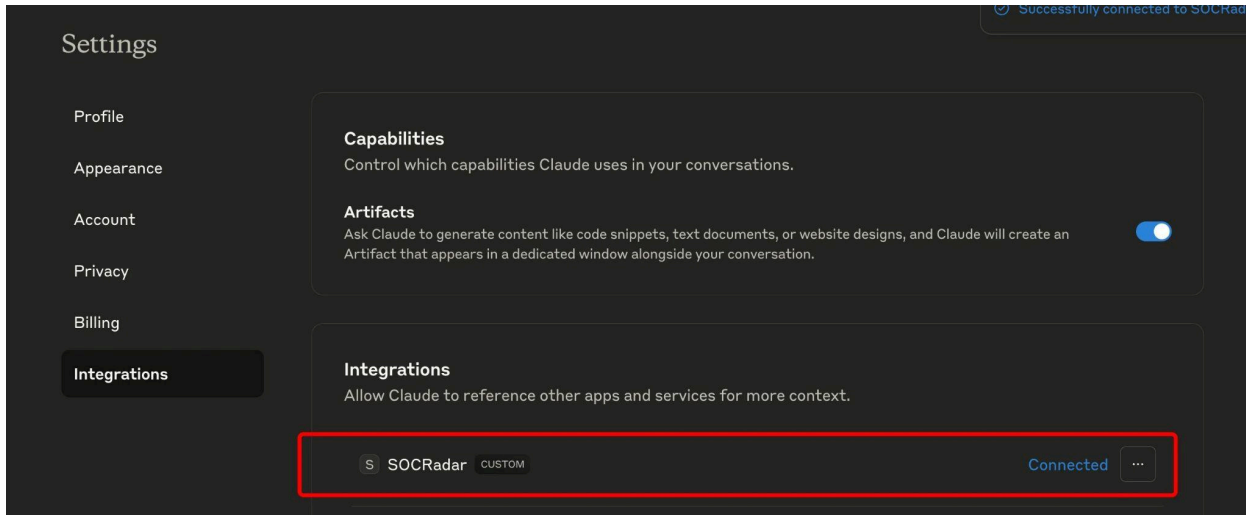 Successfully connected to
Settings
Profile
Appearance
Account
Privacy
Billing
Integrations
Capabilities
Control which capabilities Claude uses in your conversations.
Artifacts
Ask Claude to generate content like code snippets, text documents, or website designs, and Claude will create an
Artifact that appears in a dedicated window alongside your conversation.
Integrations
Allow Claude to reference other apps and services for more context.
S SOCRadar CUSTOM Connected ...